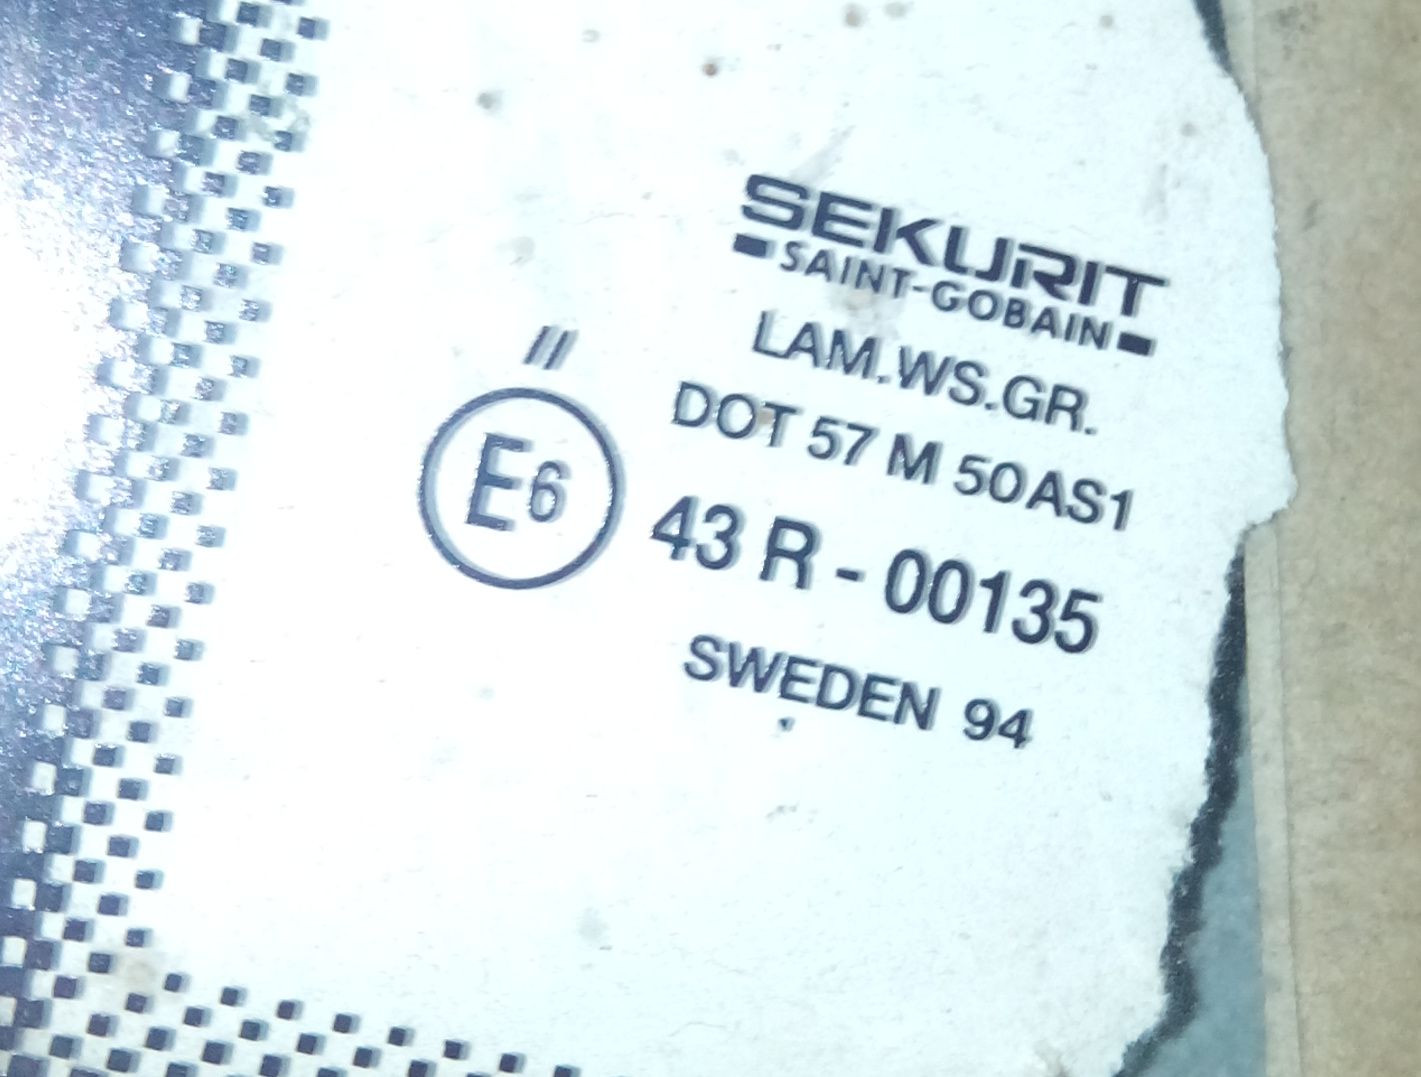 SEKURIT
SAINT-GOBAIN
LAM.WS.GR.
DOT 57 M 50AS1
//
E6
43 R - 00135
SWEDEN 94